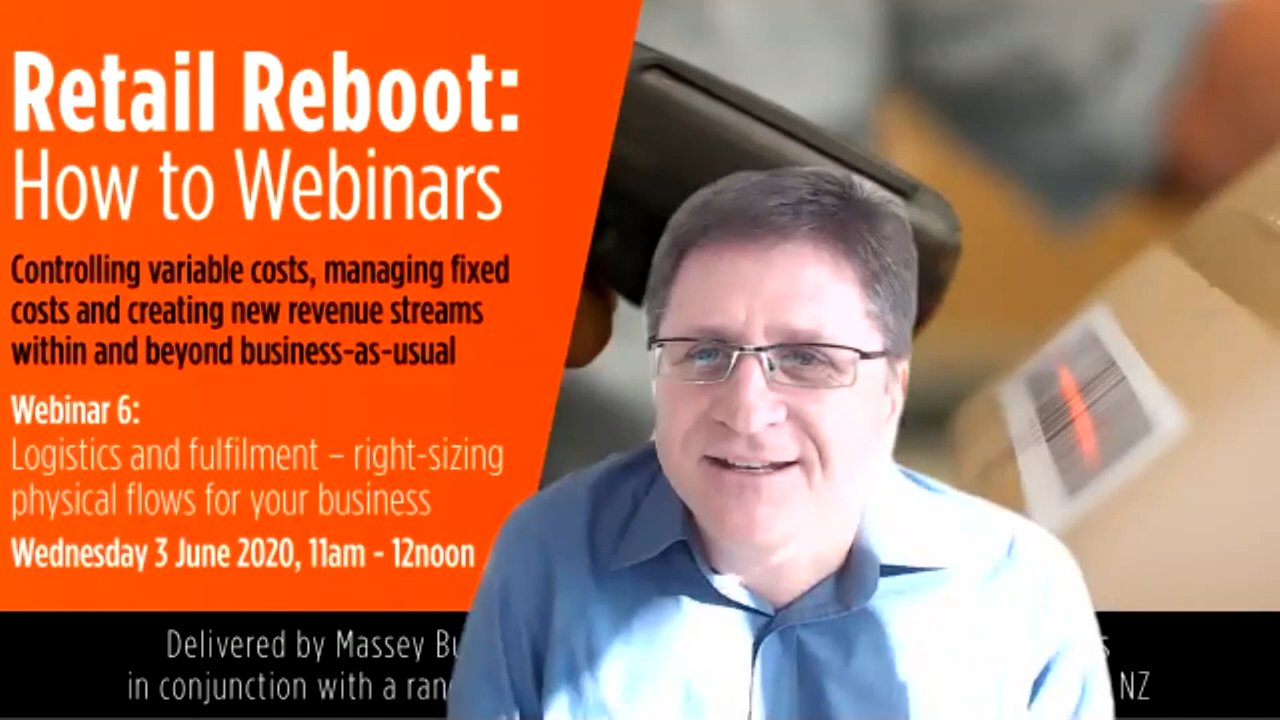 Retail Reboot:
How to Webinars
Controlling variable costs, managing fixed
costs and creating new revenue streams
within and beyond business-as-usual
Webinar 6:
Logistics and fulfilment – right-sizing
physical flows for your business
Wednesday 3 June 2020, 11am - 12noon
Delivered by Massey
in conjunction with a NZ